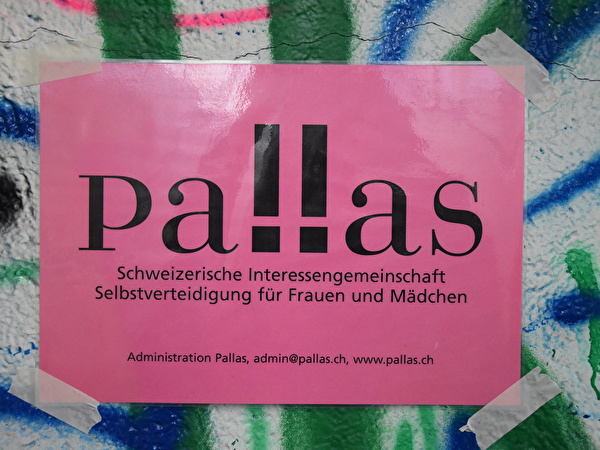 Pallas
Schweizerische Interessengemeinschaft
Selbstverteidigung für Frauen und Mädchen
Administration Pallas, admin@pallas.ch, www.pallas.ch